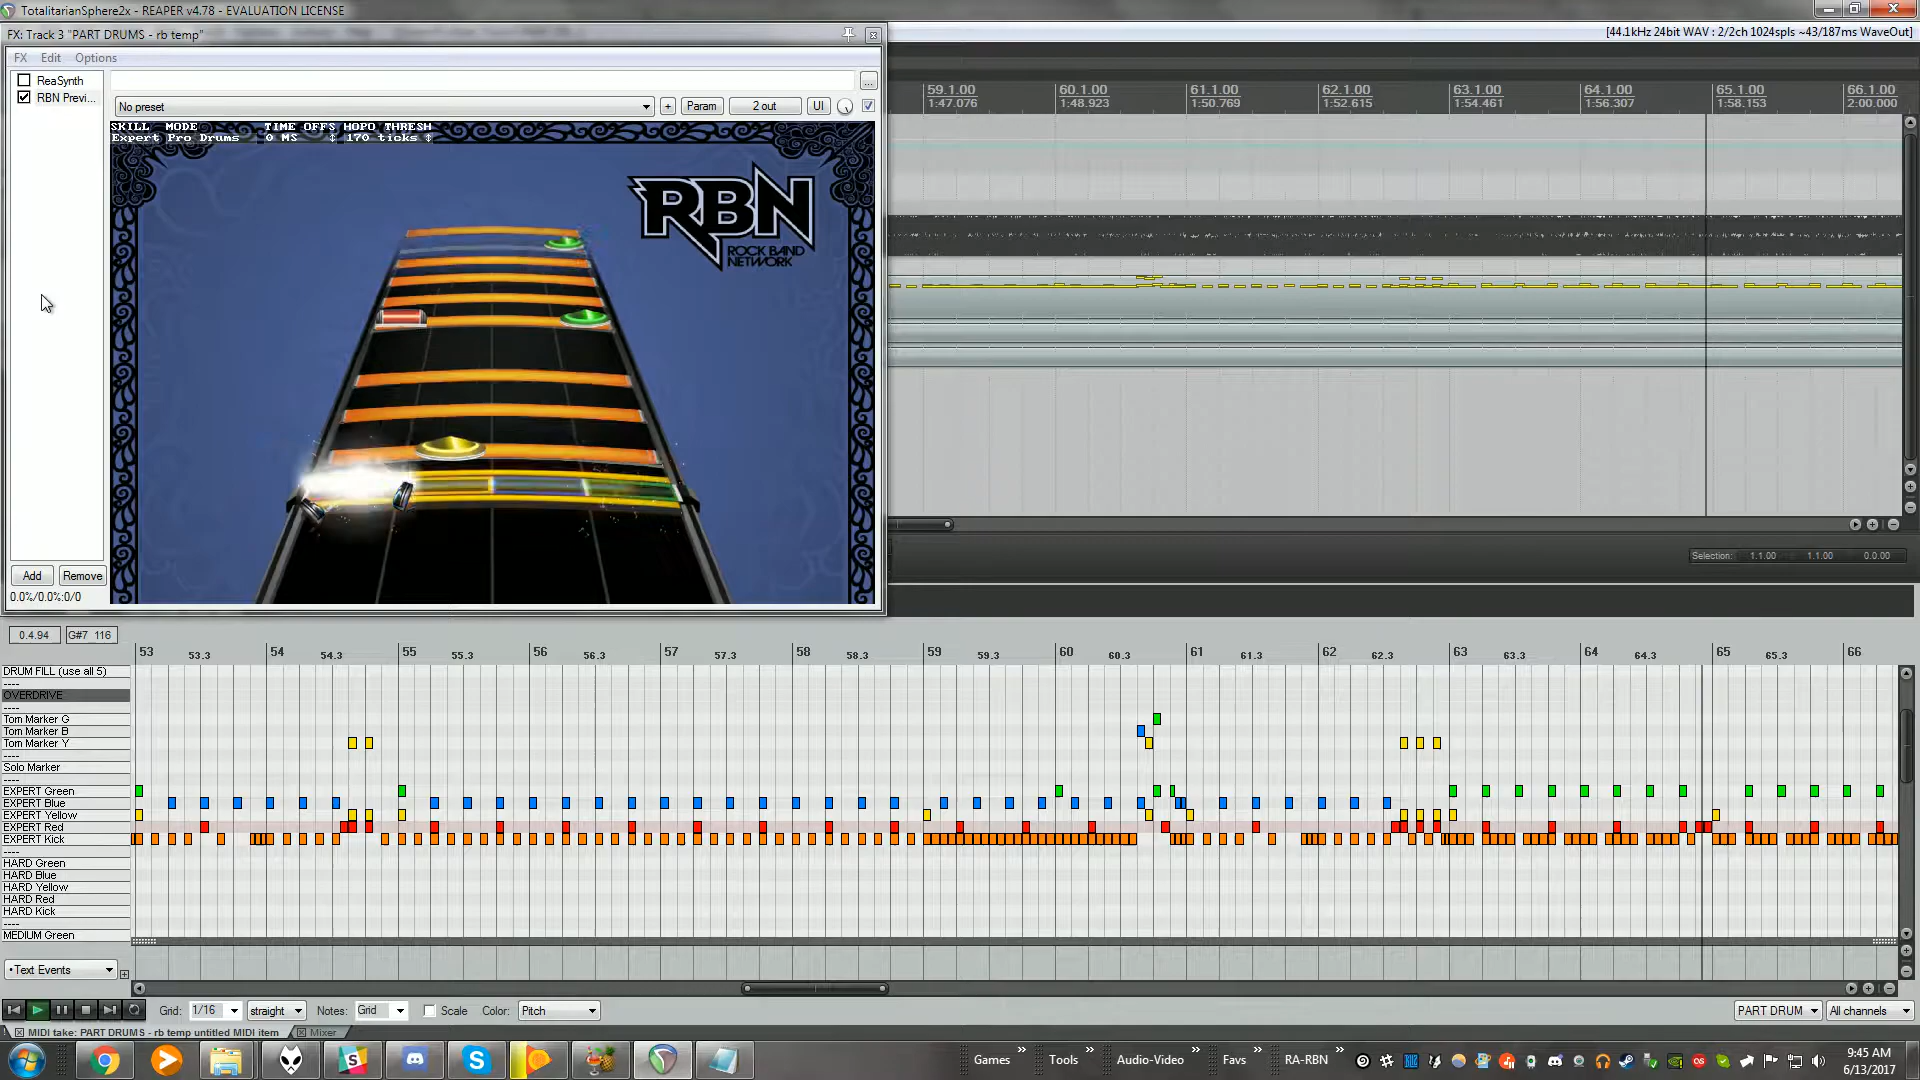 TotalitarianSphere2x - REAPER v4.78 - EVALUATION LICENSE
FX: Track 3 "PART DRUMS - rb temp"
[44.1kHz 24bit WAV : 2/2ch 1024spls ~43/187ms WaveOut]
FX Edit Options
ReaSynth
RBN Previ...
No preset
+ Param 2 out UI
...
SKILL MODE TIME OFFS HOPO THRESH
Expert Pro Drums 0 MS 170 ticks
RBN
ROCK BAND
NETWORK
59.1.00 60.1.00 61.1.00 62.1.00 63.1.00 64.1.00 65.1.00 66.1.00
1:47.076 1:48.923 1:50.769 1:52.615 1:54.461 1:56.307 1:58.153 2:00.000
Selection: 1.1.00 1.1.00 0.0.00
Add Remove
0.0%/0.0%:0/0
0.4.94 G#7 116
53 53.3 54 54.3 55 55.3 56 56.3 57 57.3 58 58.3 59 59.3 60 60.3 61 61.3 62 62.3 63 63.3 64 64.3 65 65.3 66
DRUM FILL (use all 5)
----
OVERDRIVE
----
Tom Marker G
Tom Marker B
Tom Marker Y
----
Solo Marker
----
EXPERT Green
EXPERT Blue
EXPERT Yellow
EXPERT Red
EXPERT Kick
----
HARD Green
HARD Blue
HARD Yellow
HARD Red
HARD Kick
----
MEDIUM Green
•Text Events
Grid: 1/16 straight Notes: Grid Scale Color: Pitch PART DRUM All channels
MIDI take: PART DRUMS - rb temp untitled MIDI item Mixer
Games » Tools » Audio-Video » Favs » RA-RBN »
9:45 AM
6/13/2017